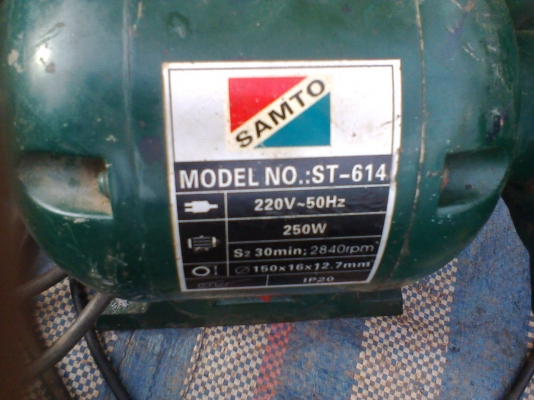 SAMTO
MODEL NO.:ST-614
220V~50Hz
250W
S2 30min; 2840rpm
∅150x16x12.7mm
IP20